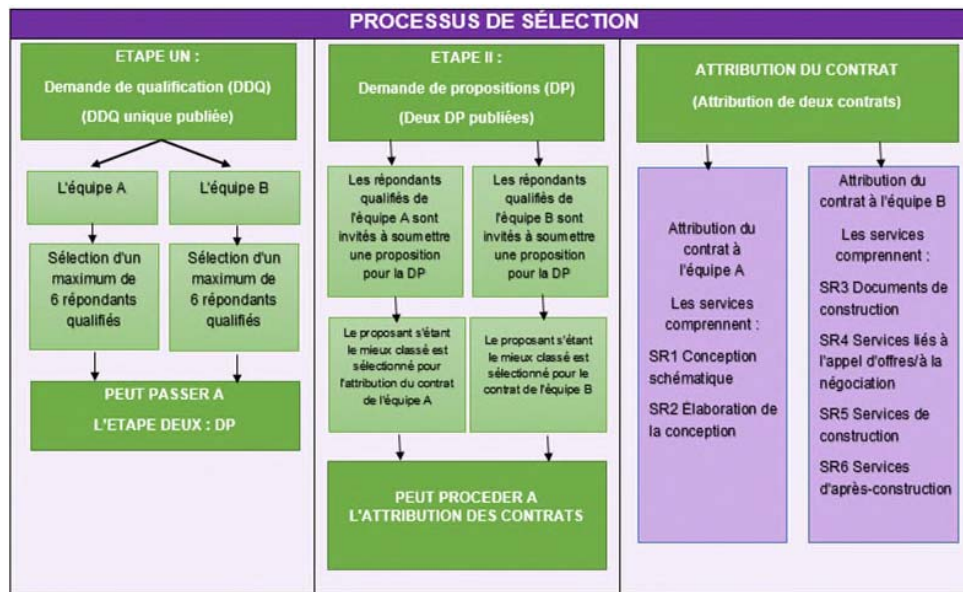 PROCESSUS DE SÉLECTION
ETAPE UN :
Demande de qualification (DDQ)
(DDQ unique publiée)
L'équipe A
L'équipe B
Sélection d'un
maximum de
6 répondants
qualifiés
Sélection d'un
maximum de
6 répondants
qualifiés
PEUT PASSER A
L'ETAPE DEUX : DP
ETAPE II :
Demande de propositions (DP)
(Deux DP publiées)
Les répondants
qualifiés de
l'équipe A sont
invités à soumettre
une proposition
pour la DP
Les répondants
qualifiés de
l'équipe B sont
invités à soumettre
une proposition
pour la DP
Le proposant s'étant
le mieux classé est
sélectionné pour
l'attribution du contrat
de l'équipe A
Le proposant s'étant
le mieux classé est
sélectionné pour le
contrat de l'équipe B
PEUT PROCEDER A
L'ATTRIBUTION DES CONTRATS
ATTRIBUTION DU CONTRAT
(Attribution de deux contrats)
Attribution du
contrat à
l'équipe A
Les services
comprennent :
SR1 Conception
schématique
SR2 Élaboration de
la conception
Attribution du
contrat à l'équipe B
Les services
comprennent :
SR3 Documents de
construction
SR4 Services liés à
l'appel d'offres/à la
négociation
SR5 Services de
construction
SR6 Services
d'après-construction